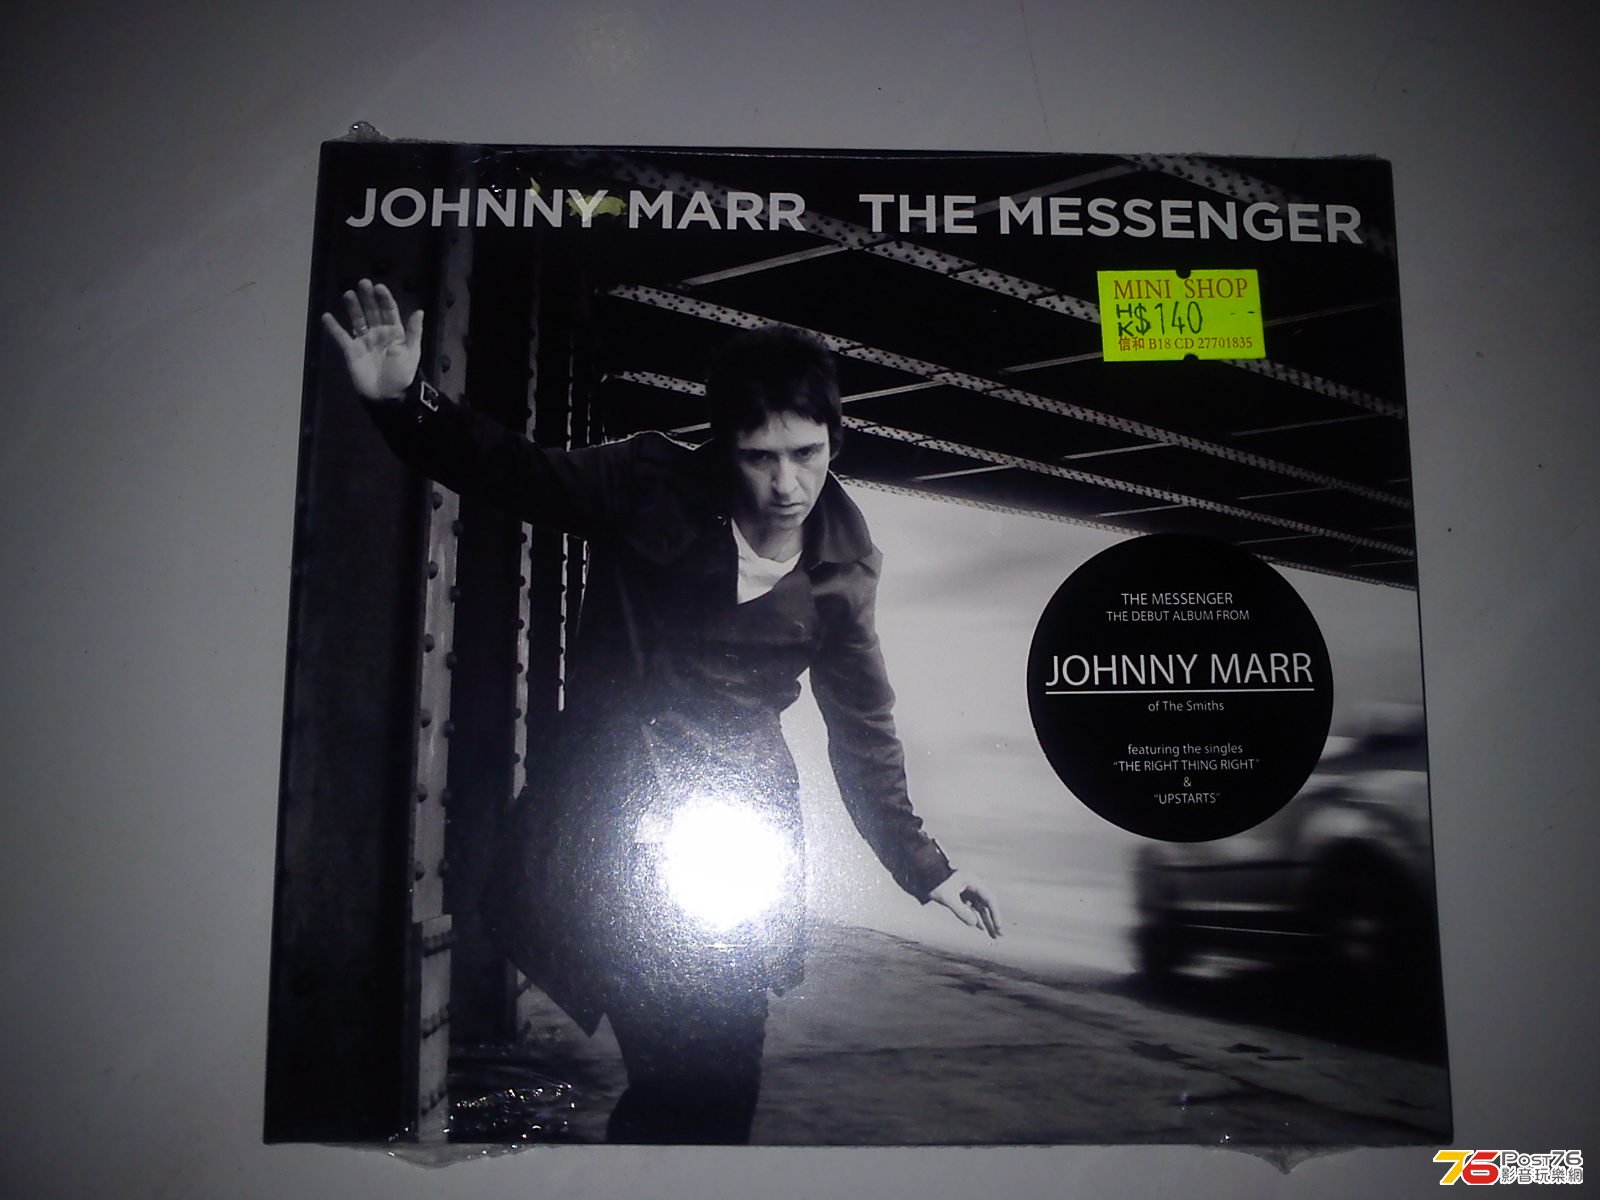 JOHNNY MARR THE MESSENGER
MINI SHOP
HK$140
信和 B18 CD 27701835
THE MESSENGER
THE DEBUT ALBUM FROM
JOHNNY MARR
of The Smiths
featuring the singles
"THE RIGHT THING RIGHT"
&
"UPSTARTS"
76 POST76
影音玩樂網